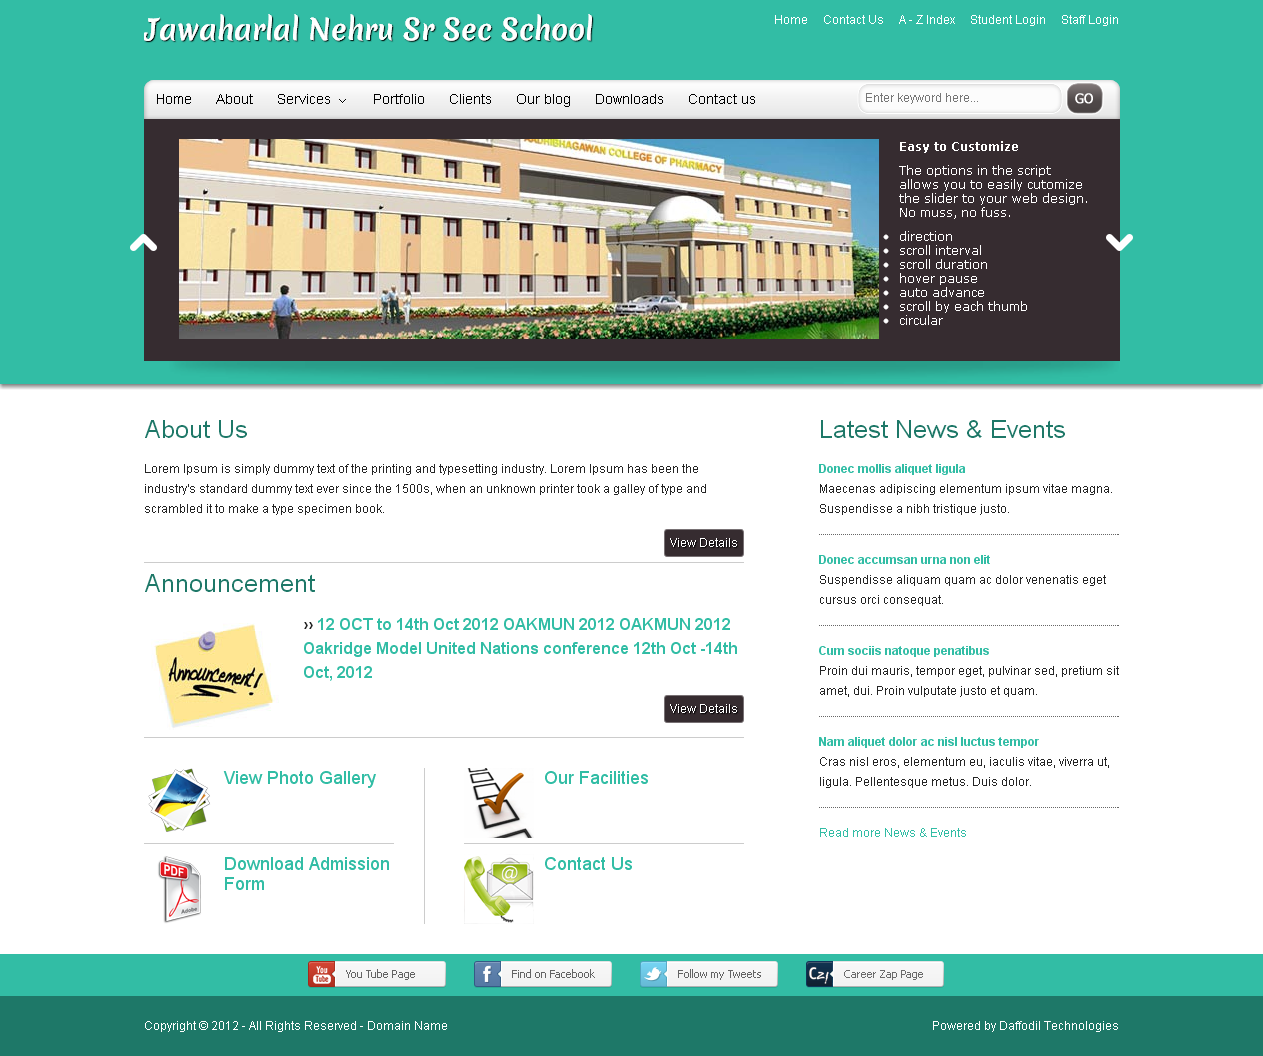 Jawaharlal Nehru Sr Sec School
Home Contact Us A - Z Index Student Login Staff Login
Home About Services Portfolio Clients Our blog Downloads Contact us
Enter keyword here...
GO
COLLEGE OF PHARMACY
Easy to Customize
The options in the script
allows you to easily cutomize
the slider to your web design.
No muss, no fuss.
direction
scroll interval
scroll duration
hover pause
auto advance
scroll by each thumb
circular
About Us
Lorem Ipsum is simply dummy text of the printing and typesetting industry. Lorem Ipsum has been the
industry's standard dummy text ever since the 1500s, when an unknown printer took a galley of type and
scrambled it to make a type specimen book.
View Details
Announcement
Announcement!
›› 12 OCT to 14th Oct 2012 OAKMUN 2012 OAKMUN 2012
Oakridge Model United Nations conference 12th Oct -14th
Oct, 2012
View Details
View Photo Gallery
Our Facilities
PDF
Adobe
Download Admission
Form
@
Contact Us
Latest News & Events
Donec mollis aliquet ligula
Maecenas adipiscing elementum ipsum vitae magna.
Suspendisse a nibh tristique justo.
Donec accumsan urna non elit
Suspendisse aliquam quam ac dolor venenatis eget
cursus orci consequat.
Cum sociis natoque penatibus
Proin dui mauris, tempor eget, pulvinar sed, pretium sit
amet, dui. Proin vulputate justo et quam.
Nam aliquet dolor ac nisl luctus tempor
Cras nisl eros, elementum eu, iaculis vitae, viverra ut,
ligula. Pellentesque metus. Duis dolor.
Read more News & Events
You Tube You Tube Page
f Find on Facebook
Follow my Tweets
Czy Career Zap Page
Copyright © 2012 - All Rights Reserved - Domain Name
Powered by Daffodil Technologies